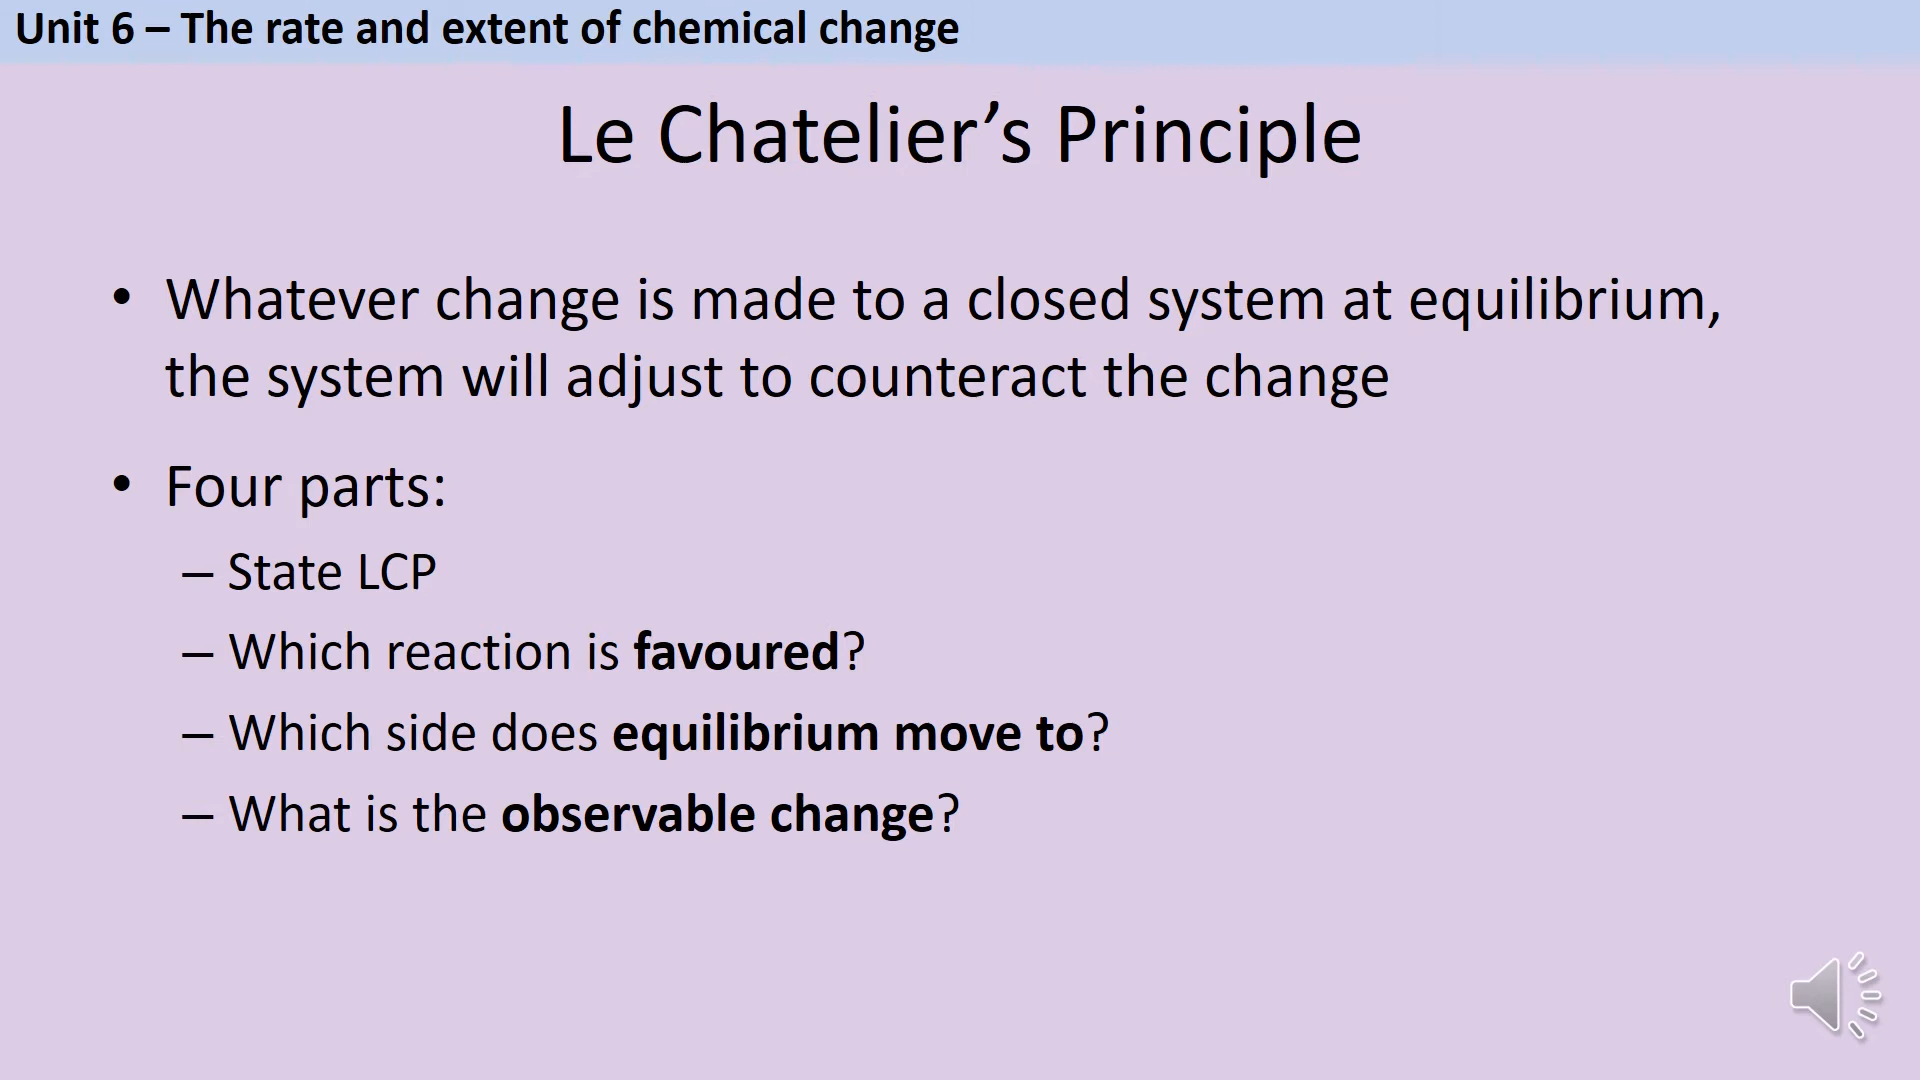 Unit 6 – The rate and extent of chemical change
Le Chatelier’s Principle
• Whatever change is made to a closed system at equilibrium,
the system will adjust to counteract the change
• Four parts:
– State LCP
– Which reaction is favoured?
– Which side does equilibrium move to?
– What is the observable change?